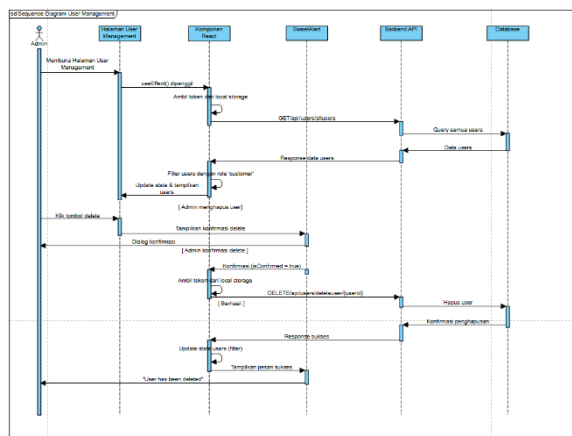 sd Sequence Diagram User Management
Admin
Halaman User
Management
Komponen
React
SweetAlert
Backend API
Database
Membuka Halaman User
Management
useEffect() dipanggil
Ambil token dari local storage
GET/api/users/allusers
Query semua users
Data users
Response data users
Filter users dengan role 'customer'
Update state & tampilkan
users
[ Admin menghapus user]
Klik tombol delete
Tampilkan konfirmasi delete
Dialog konfirmasi
[ Admin konfirmasi delete ]
Konfirmasi (isConfirmed = true)
Ambil token dari local storage
[ Berhasil ]
DELETE/api/users/deleteuser/{userId}
Hapus user
Konfirmasi penghapusan
Response sukses
Update state users (filter)
Tampilkan pesan sukses
"User has been deleted"